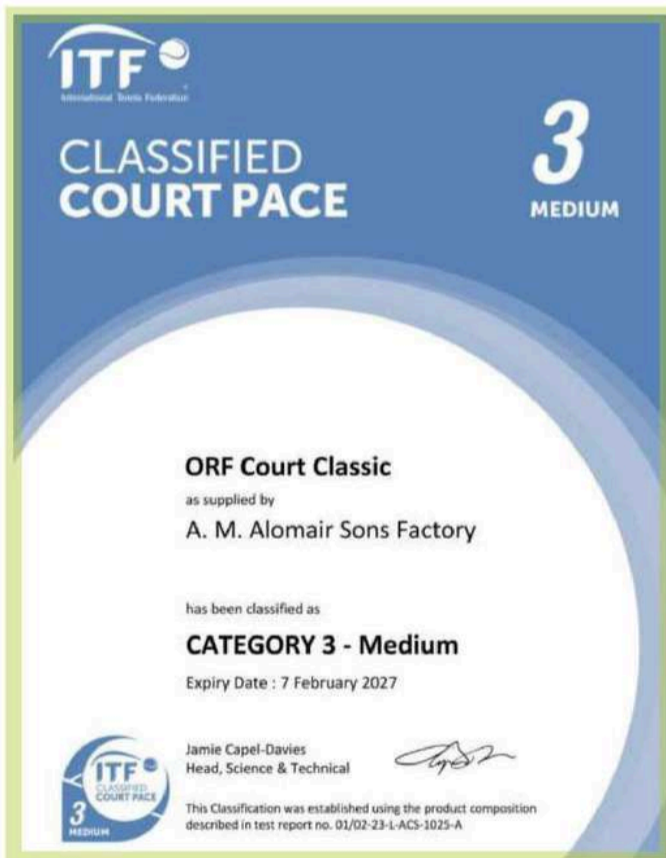 ITF
International Tennis Federation
CLASSIFIED
COURT PACE
3
MEDIUM
ORF Court Classic
as supplied by
A. M. Alomair Sons Factory
has been classified as
CATEGORY 3 - Medium
Expiry Date : 7 February 2027
Jamie Capel-Davies
Head, Science & Technical
This Classification was established using the product composition
described in test report no. 01/02-23-L-ACS-1025-A
ITF
CLASSIFIED
COURT PACE
3
MEDIUM